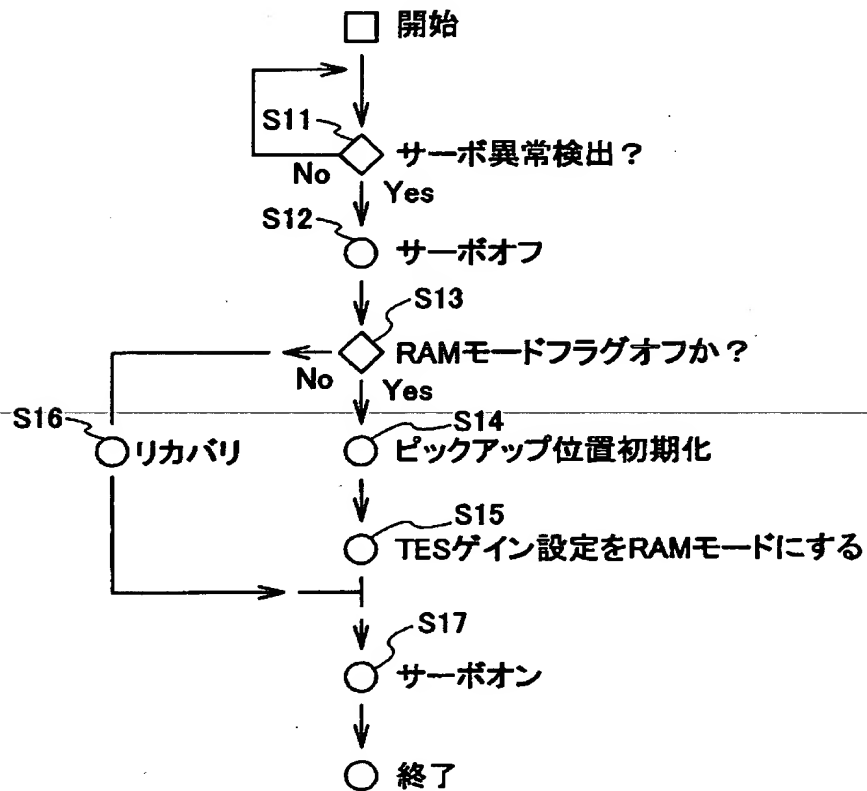 開始
S11
サーボ異常検出？
No
Yes
S12
サーボオフ
S13
RAMモードフラグオフか？
No
Yes
S16
リカバリ
S14
ピックアップ位置初期化
S15
TESゲイン設定をRAMモードにする
S17
サーボオン
終了